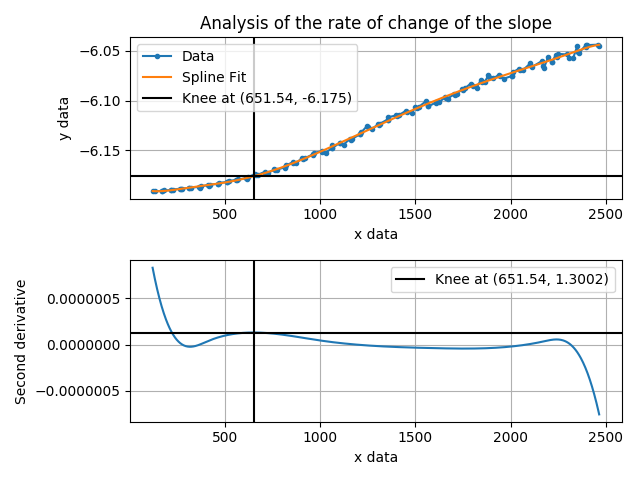 Analysis of the rate of change of the slope
Data
Spline Fit
Knee at (651.54, -6.175)
y data
−6.05
−6.10
−6.15
500
1000
1500
2000
2500
x data
Knee at (651.54, 1.3002)
Second derivative
0.0000005
0.0000000
−0.0000005
500
1000
1500
2000
2500
x data